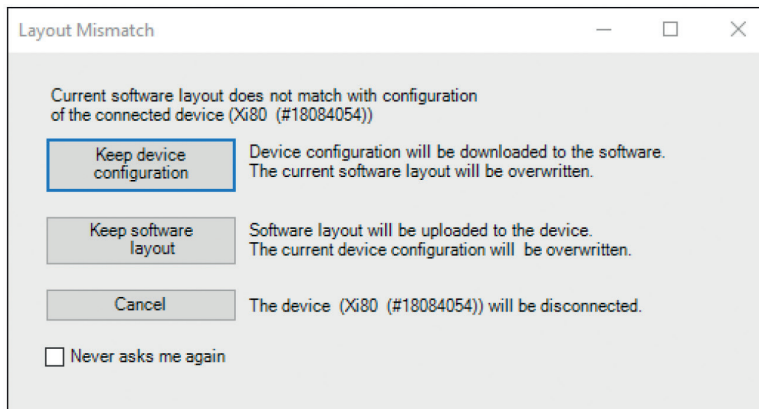 Layout Mismatch
Current software layout does not match with configuration
of the connected device (Xi80 (#18084054))
Keep device
configuration
Device configuration will be downloaded to the software.
The current software layout will be overwritten.
Keep software
layout
Software layout will be uploaded to the device.
The current device configuration will be overwritten.
Cancel
The device (Xi80 (#18084054)) will be disconnected.
Never asks me again